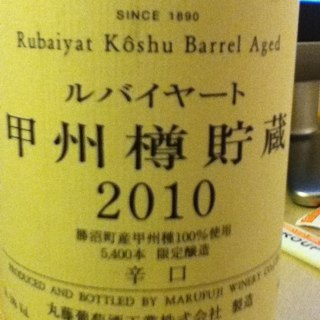 SINCE 1890
Rubaiyat Kôshu Barrel Aged
ルバイヤート
甲州樽貯蔵
2010
勝沼町産甲州種100%使用
5,400本 限定醸造
辛口
PRODUCED AND BOTTLED BY MARUFUJI WINERY CO.
丸藤葡萄酒工業株式会社 製造